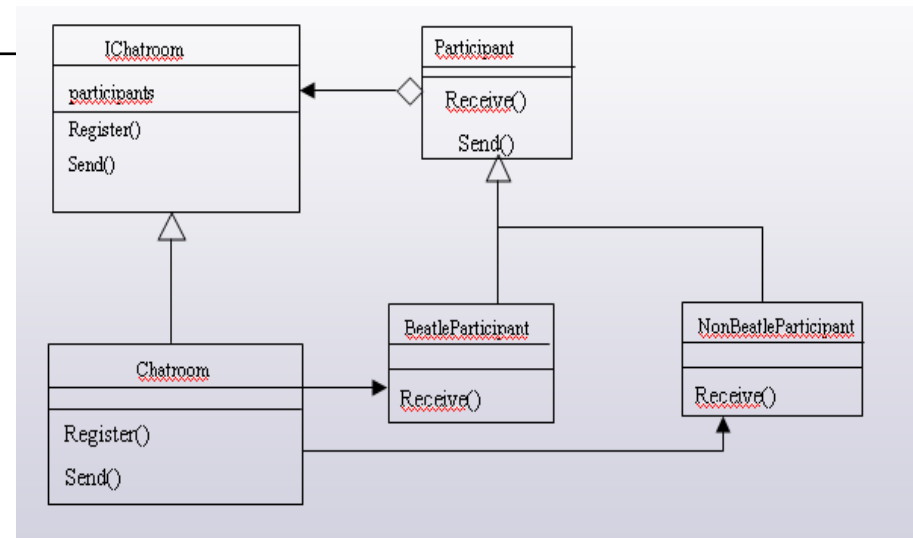 IChatroom
participants
Register()
Send()
Participant
Receive()
Send()
BeatleParticipant
Receive()
NonBeatleParticipant
Receive()
Chatroom
Register()
Send()